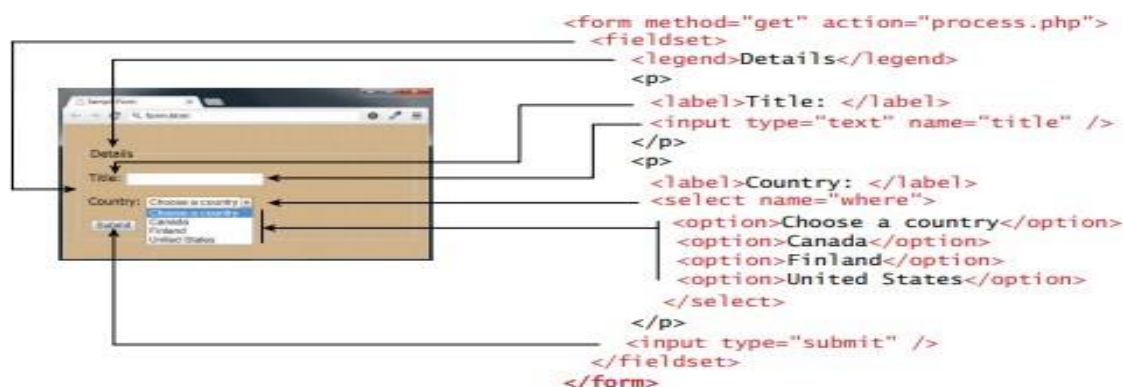 <form method="get" action="process.php">
<fieldset>
<legend>Details</legend>
<p>
<label>Title: </label>
<input type="text" name="title" />
</p>
<p>
<label>Country: </label>
<select name="where">
<option>Choose a country</option>
<option>Canada</option>
<option>Finland</option>
<option>United States</option>
</select>
</p>
<input type="submit" />
</fieldset>
</form>
Sample Form
Details
Title:
Country: Choose a country
Choose a country
Canada
Finland
United States
Submit